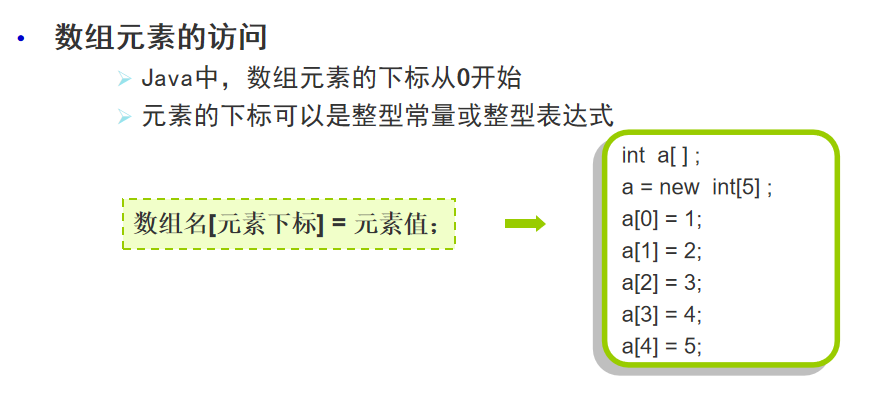 • 数组元素的访问
➢ Java中，数组元素的下标从0开始
➢ 元素的下标可以是整型常量或整型表达式
数组名[元素下标] = 元素值；
int  a[ ] ;
a = new  int[5] ;
a[0] = 1;
a[1] = 2;
a[2] = 3;
a[3] = 4;
a[4] = 5;